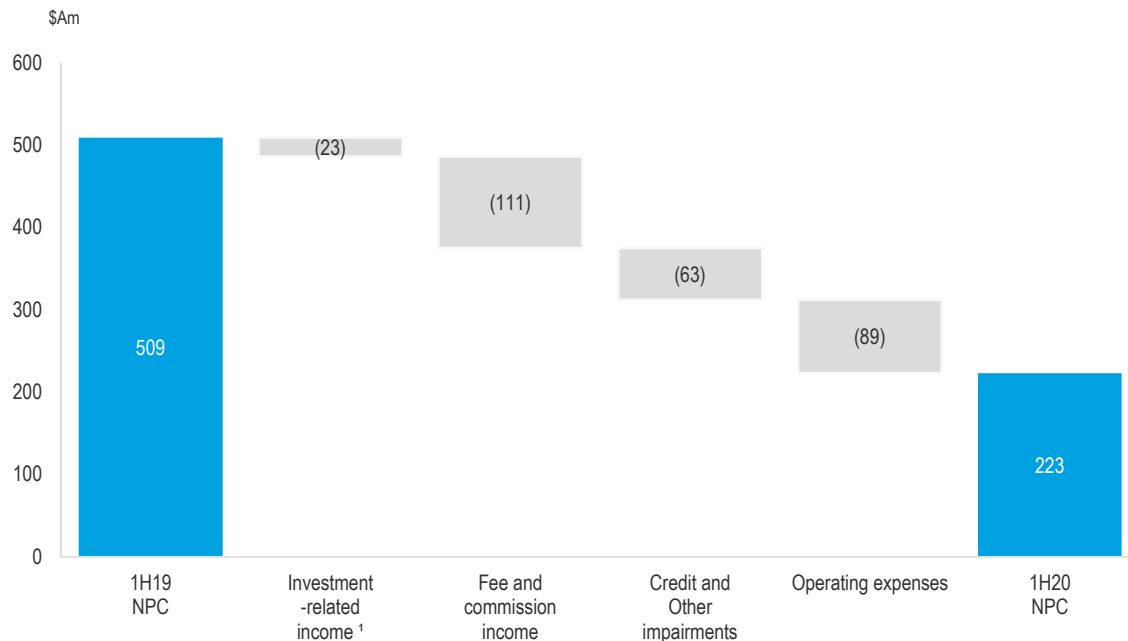 $Am
600
500
400
300
200
100
0
509
(23)
(111)
(63)
(89)
223
1H19
NPC
Investment
-related
income ¹
Fee and
commission
income
Credit and
Other
impairments
Operating expenses
1H20
NPC